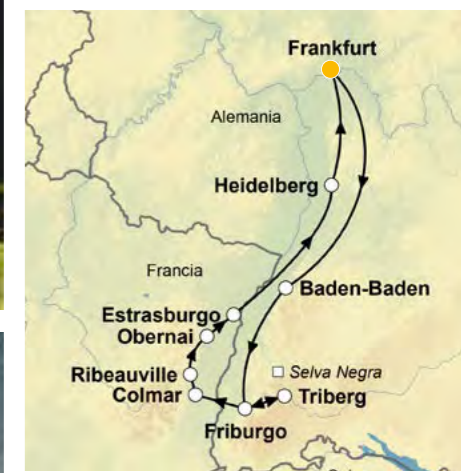 Frankfurt
Alemania
Heidelberg
Francia
Baden-Baden
Estrasburgo
Obernai
Selva Negra
Ribeauville
Triberg
Colmar
Friburgo